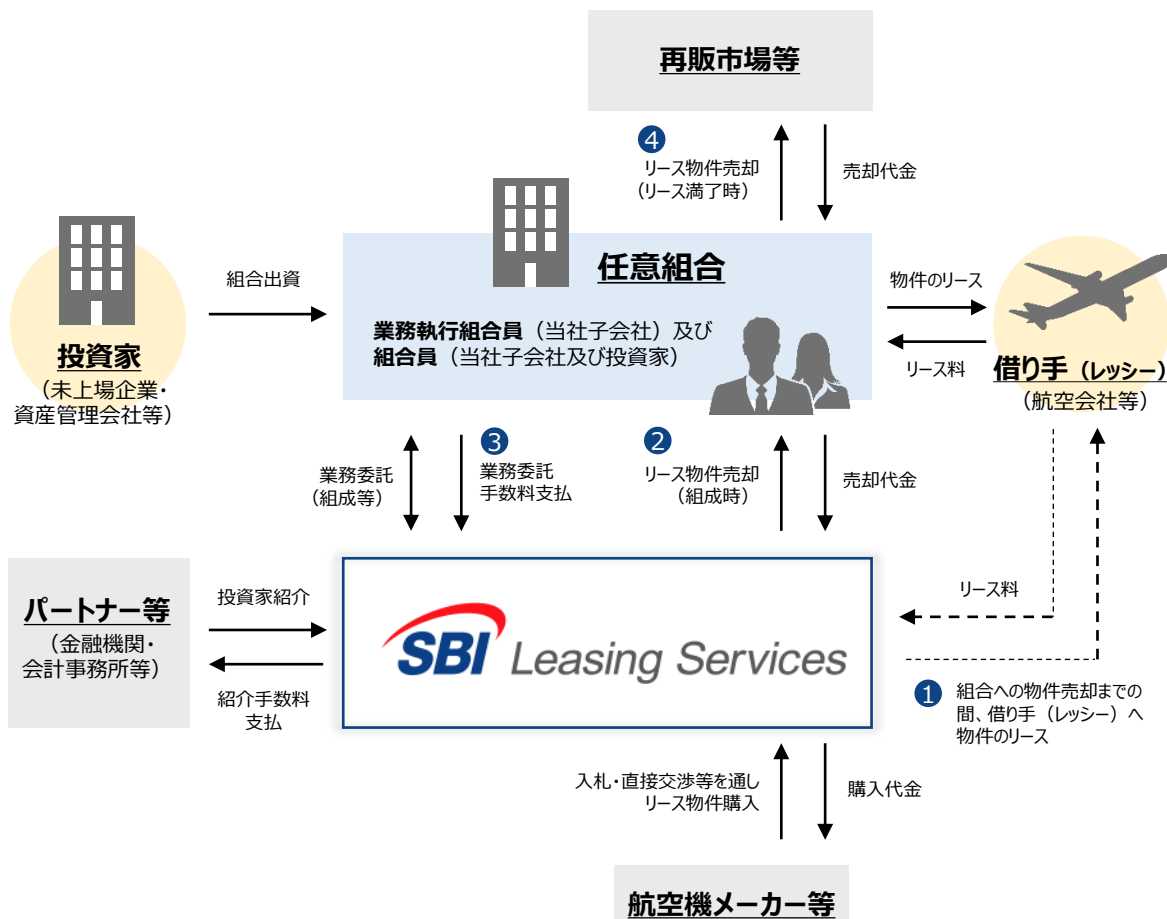 再販市場等
4
リース物件売却
(リース満了時)
売却代金
組合出資
投資家
(未上場企業・
資産管理会社等)
任意組合
業務執行組合員（当社子会社）及び
組合員（当社子会社及び投資家）
物件のリース
リース料
借り手（レッシー）
(航空会社等)
業務委託
(組成等)
3
業務委託
手数料支払
2
リース物件売却
(組成時)
売却代金
パートナー等
（金融機関・
会計事務所等）
投資家紹介
紹介手数料
支払
SBI Leasing Services
リース料
1
組合への物件売却までの
間、借り手（レッシー）へ
物件のリース
入札・直接交渉等を通し
リース物件購入
購入代金
航空機メーカー等